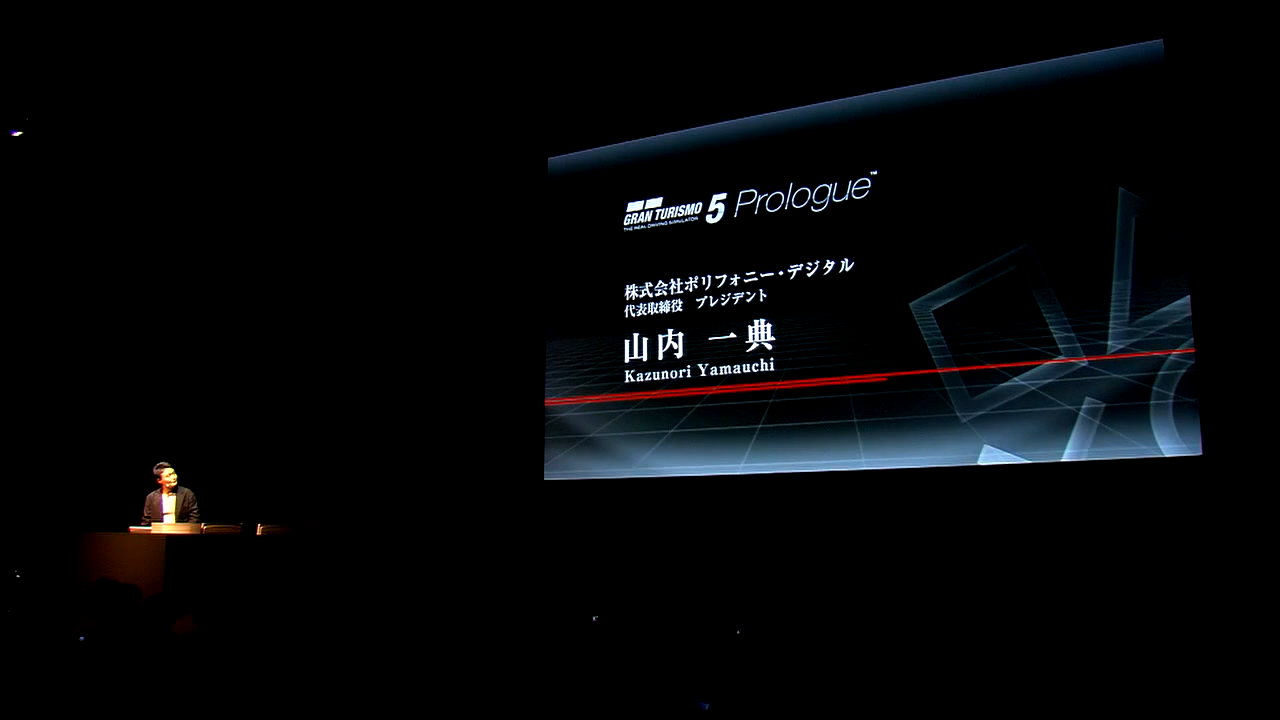 GRAN TURISMO 5 Prologue™
THE REAL DRIVING SIMULATOR
株式会社ポリフォニー・デジタル
代表取締役 プレジデント
山内 一典
Kazunori Yamauchi